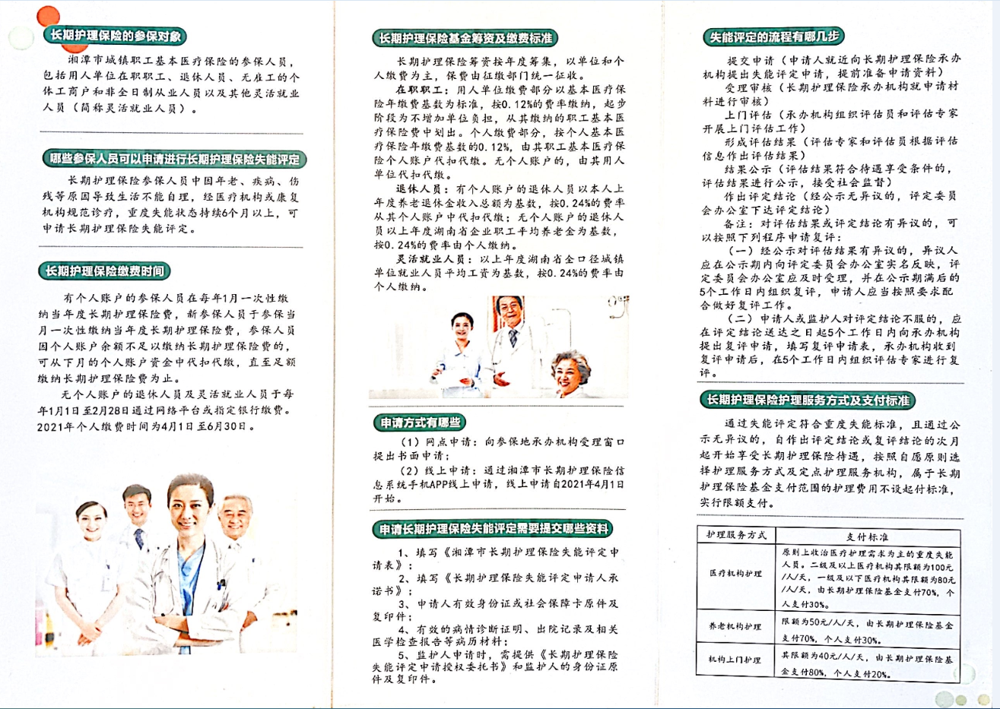 长期护理保险的参保对象
湘潭市城镇职工基本医疗保险的参保人员，
包括用人单位在职职工、退休人员、无雇工的个
体工商户和非全日制从业人员以及其他灵活就业
人员（简称灵活就业人员）。
哪些参保人员可以申请进行长期护理保险失能评定
长期护理保险参保人员中因年老、疾病、伤
残等原因导致生活不能自理，经医疗机构或康复
机构规范诊疗，重度失能状态持续6个月以上，可
申请长期护理保险失能评定。
长期护理保险缴费时间
有个人账户的参保人员在每年1月一次性缴
纳当年度长期护理保险费，新参保人员于参保当
月一次性缴纳当年度长期护理保险费，参保人员
因个人账户余额不足以缴纳长期护理保险费的，
可从下月的个人账户资金中代扣代缴，直至足额
缴纳长期护理保险费为止。
无个人账户的退休人员及灵活就业人员于每
年1月1日至2月28日通过网络平台或指定银行缴费。
2021年个人缴费时间为4月1日至6月30日。
长期护理保险基金筹资及缴费标准
长期护理保险筹资按年度筹集，以单位和个
人缴费为主，保费由征缴部门统一征收。
在职职工：用人单位缴费部分以基本医疗保
险年缴费基数为标准，按0.12%的费率缴纳，起步
阶段为不增加单位负担，从其缴纳的职工基本医
疗保险费中划出。个人缴费部分，按个人基本医
疗保险年缴费基数的0.12%，由其职工基本医疗保
险个人账户代扣代缴。无个人账户的，由其用人
单位代扣代缴。
退休人员：有个人账户的退休人员以本人上
年度养老退休金收入总额为基数，按0.24%的费率
从其个人账户中代扣代缴；无个人账户的退休人
员以上年度湖南省企业职工平均养老金为基数，
按0.24%的费率由个人缴纳。
灵活就业人员：以上年度湖南省全口径城镇
单位就业人员平均工资为基数，按0.24%的费率由
个人缴纳。
申请方式有哪些
（1）网点申请：向参保地承办机构受理窗口
提出书面申请；
（2）线上申请：通过湘潭市长期护理保险信
息系统手机APP线上申请，线上申请自2021年4月1日
开始。
申请长期护理保险失能评定需要提交哪些资料
1、填写《湘潭市长期护理保险失能评定申
请表》；
2、填写《长期护理保险失能评定申请人承
诺书》；
3、申请人有效身份证或社会保障卡原件及
复印件；
4、有效的病情诊断证明、出院记录及相关
医学检查报告等病历材料；
5、监护人申请时，需提供《长期护理保险
失能评定申请授权委托书》和监护人的身份证原
件及复印件。
失能评定的流程有哪几步
提交申请（申请人就近向长期护理保险承办
机构提出失能评定申请，提前准备申请资料）
受理审核（长期护理保险承办机构就申请材
料进行审核）
上门评估（承办机构组织评估员和评估专家
开展上门评估工作）
形成评估结果（评估专家和评估员根据评估
信息作出评估结果）
结果公示（评估结果符合待遇享受条件的，
评估结果进行公示，接受社会监督）
作出评定结论（经公示无异议的，评定委员
会办公室下达评定结论）
备注：对评估结果或评定结论有异议的，可
以按照下列程序申请复评：
（一）经公示对评估结果有异议的，异议人
应在公示期内向评定委员会办公室实名反映，评
定委员会办公室应及时受理，并在公示期满后的
5个工作日内组织复评，申请人应当按照要求配
合做好复评工作。
（二）申请人或监护人对评定结论不服的，应
在评定结论送达之日起5个工作日内向承办机构
提出复评申请，填写复评申请表，承办机构收到
复评申请后，在5个工作日内组织评估专家进行复
评。
长期护理保险护理服务方式及支付标准
通过失能评定符合重度失能标准，且通过公
示无异议的，自作出评定结论或复评结论的次月
起开始享受长期护理保险待遇，按照自愿原则选
择护理服务方式及定点护理服务机构，属于长期
护理保险基金支付范围的护理费用不设起付标准，
实行限额支付。
护理服务方式 支付标准
医疗机构护理
原则上收治医疗护理需求为主的重度失能
人员。二级及以上医疗机构其限额为100元
/人/天，一级及以下医疗机构其限额为80元
/人/天，由长期护理保险基金支付70%，个
人支付30%。
养老机构护理
限额为50元/人/天，由长期护理保险基金
支付70%，个人支付30%。
机构上门护理
其限额为40元/人/天，由长期护理保险基
金支付80%，个人支付20%。